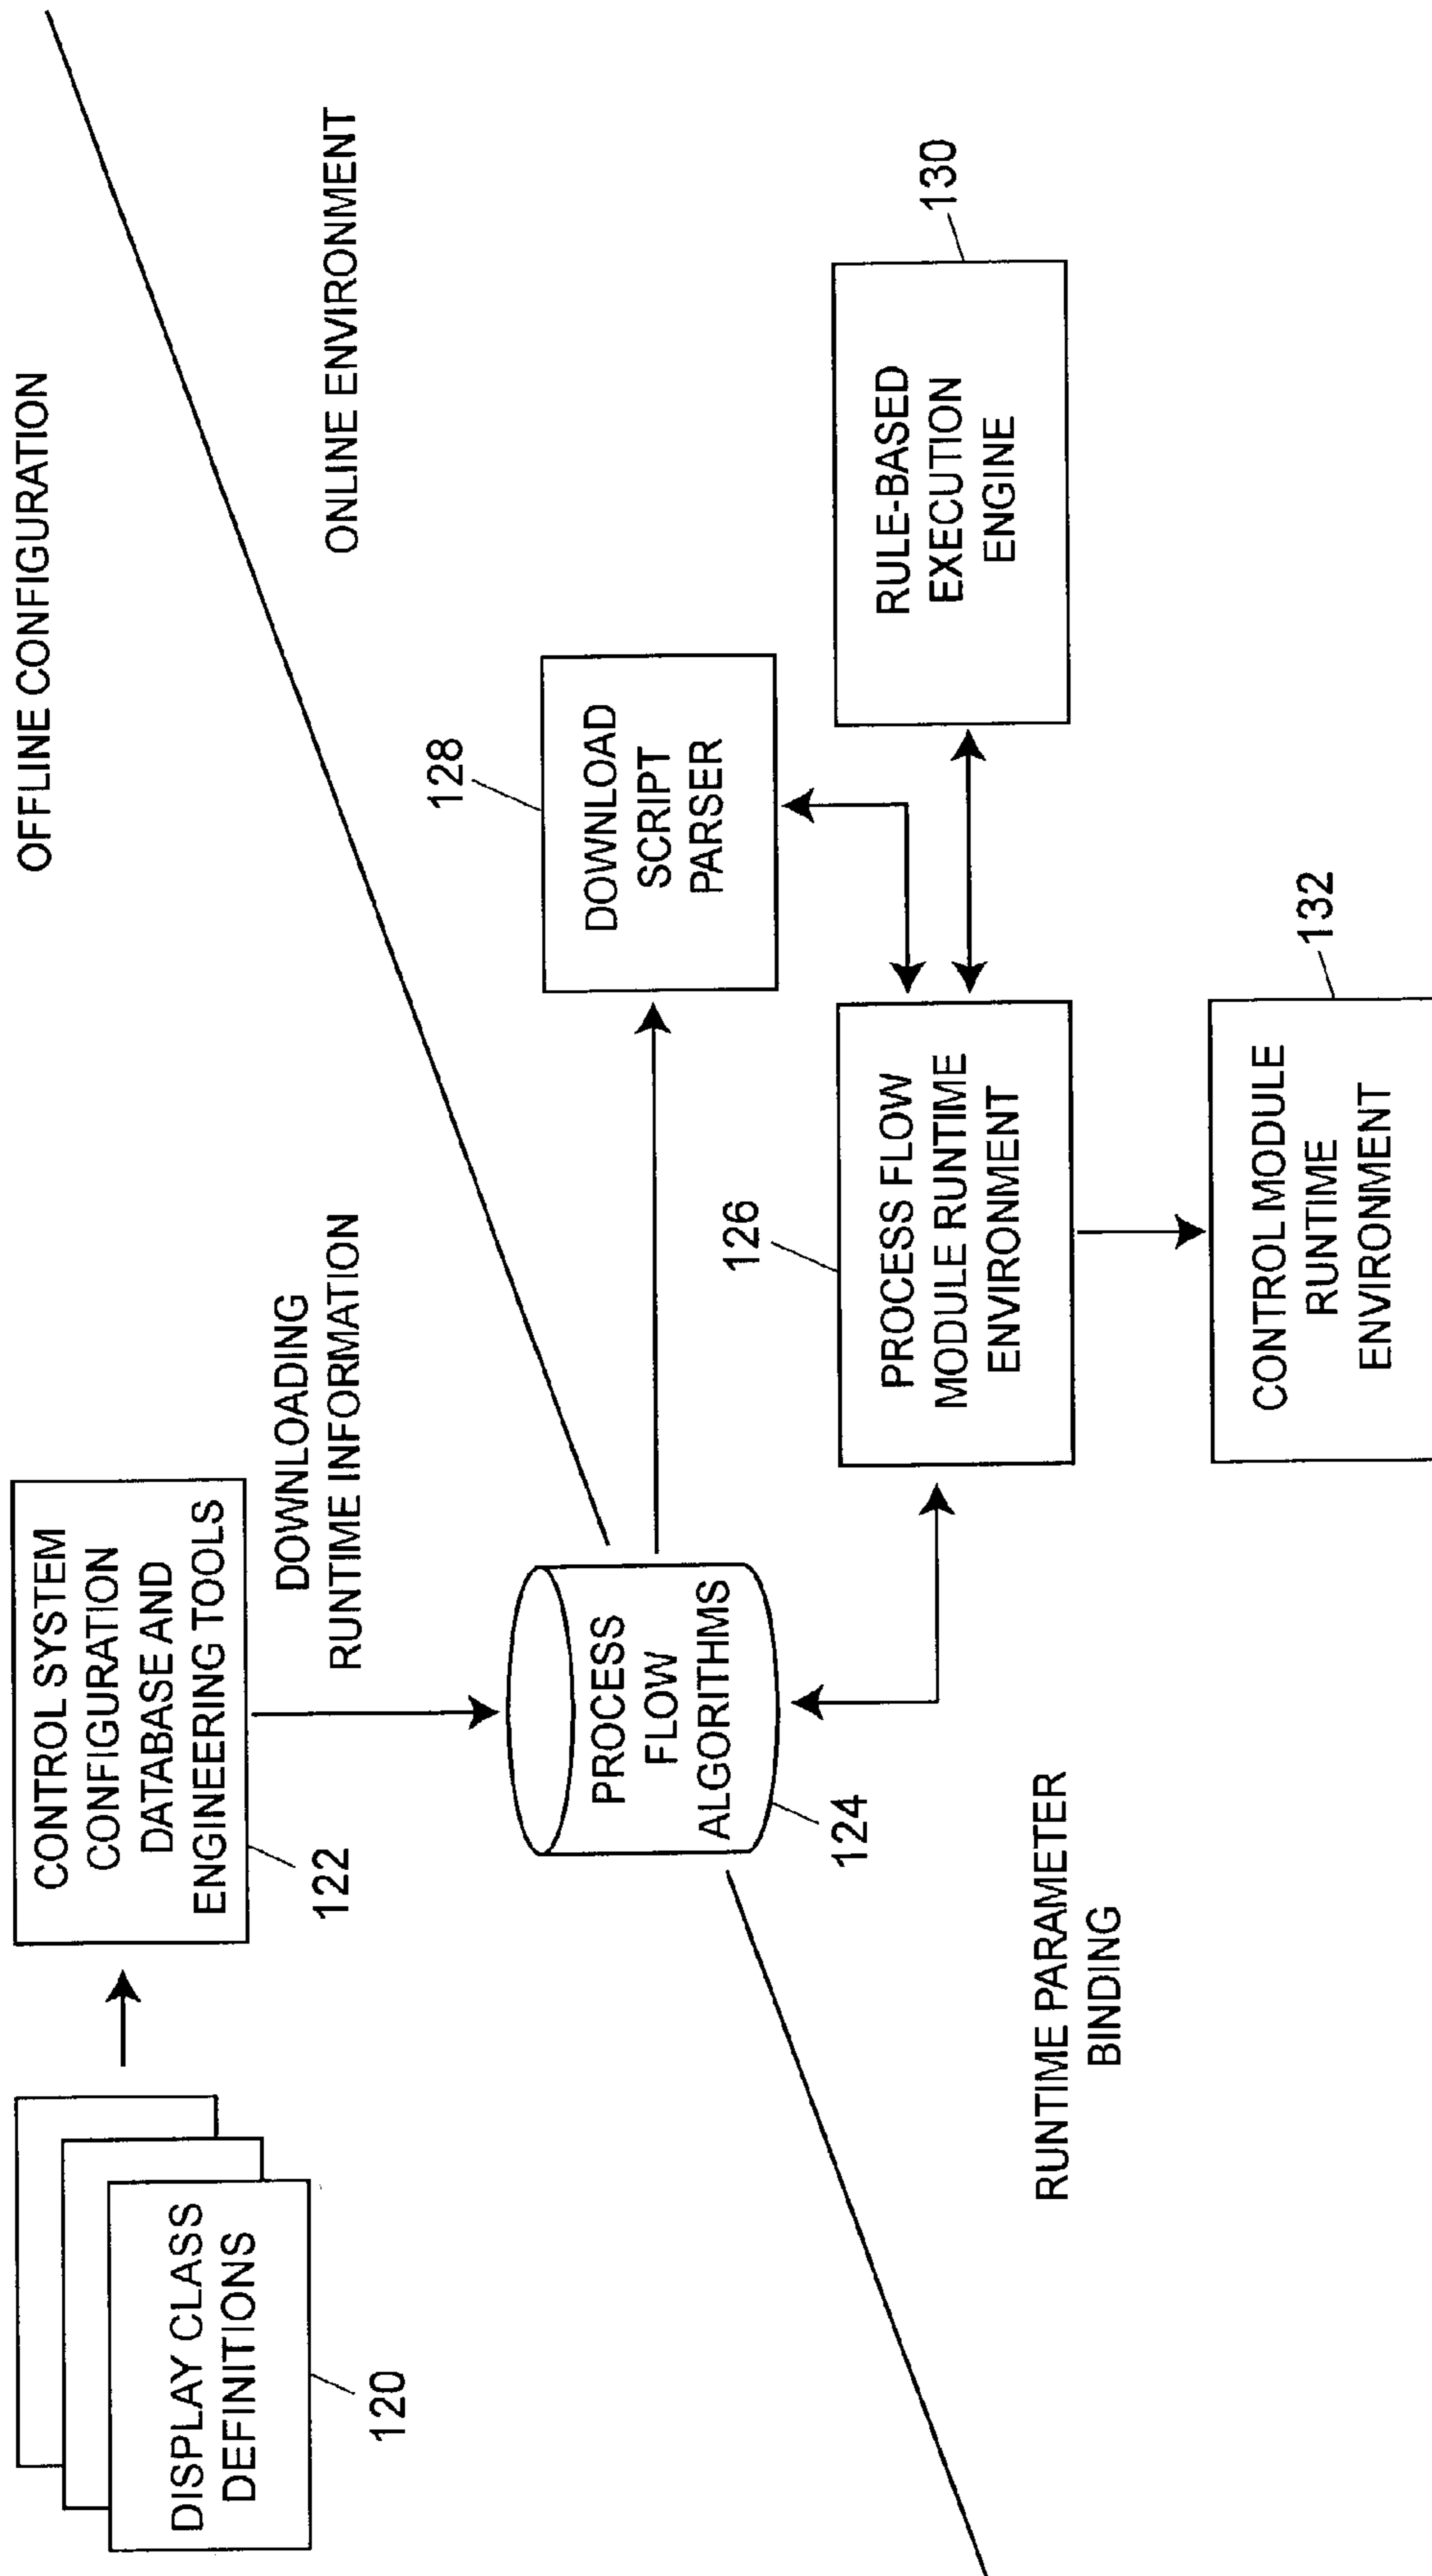 OFFLINE CONFIGURATION
DISPLAY CLASS
DEFINITIONS
120
CONTROL SYSTEM
CONFIGURATION
DATABASE AND
ENGINEERING TOOLS
122
DOWNLOADING
RUNTIME INFORMATION
ONLINE ENVIRONMENT
PROCESS
FLOW
ALGORITHMS
124
128
DOWNLOAD
SCRIPT
PARSER
126
PROCESS FLOW
MODULE RUNTIME
ENVIRONMENT
130
RULE-BASED
EXECUTION
ENGINE
RUNTIME PARAMETER
BINDING
132
CONTROL MODULE
RUNTIME
ENVIRONMENT